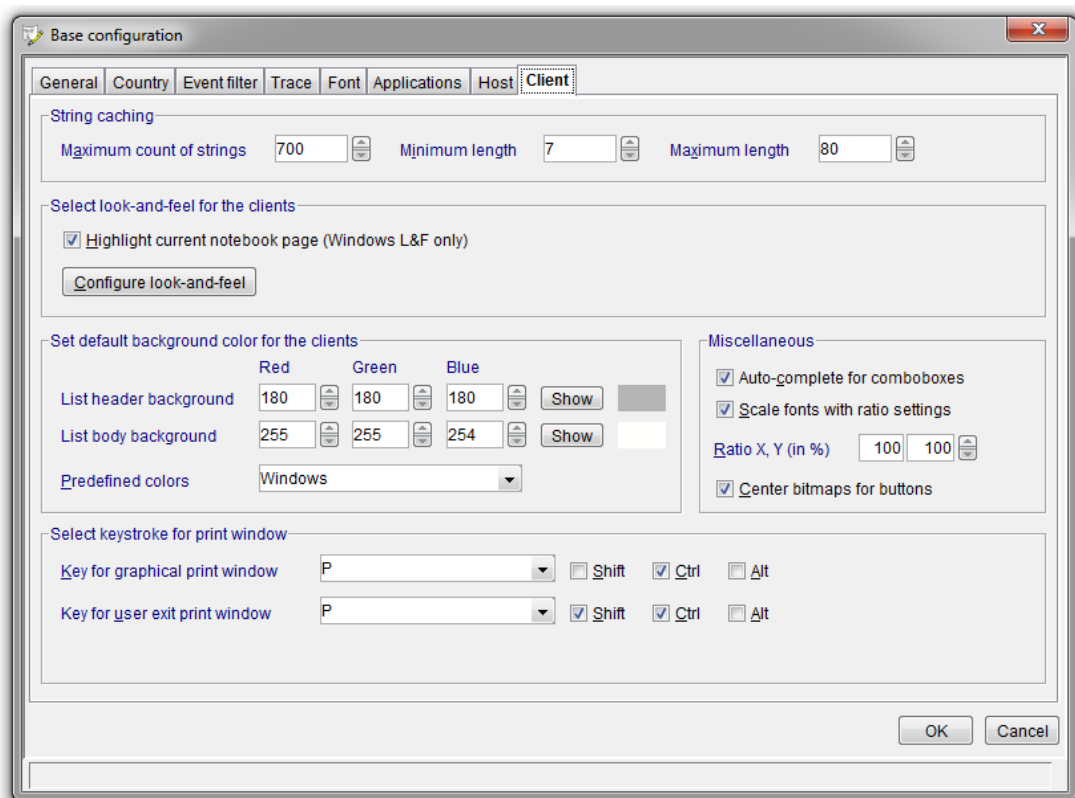 Base configuration
General Country Event filter Trace Font Applications Host Client
String caching
Maximum count of strings 700 Minimum length 7 Maximum length 80
Select look-and-feel for the clients
Highlight current notebook page (Windows L&F only)
Configure look-and-feel
Set default background color for the clients
Red Green Blue
List header background 180 180 180 Show
List body background 255 255 254 Show
Predefined colors Windows
Miscellaneous
Auto-complete for comboboxes
Scale fonts with ratio settings
Ratio X, Y (in %) 100 100
Center bitmaps for buttons
Select keystroke for print window
Key for graphical print window P Shift Ctrl Alt
Key for user exit print window P Shift Ctrl Alt
OK Cancel